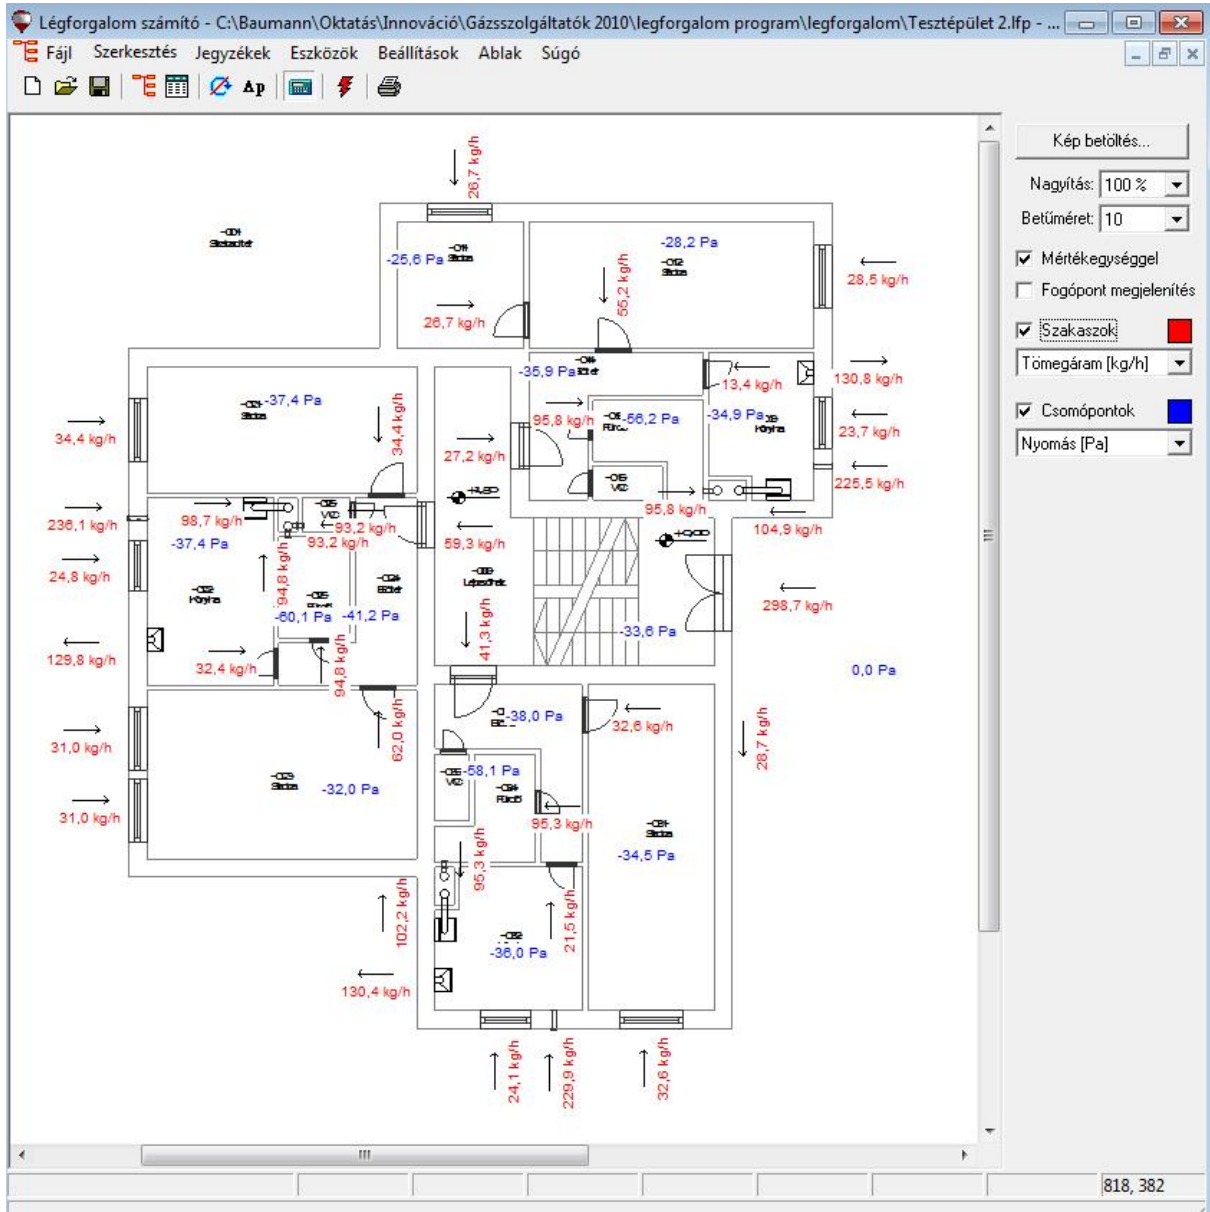 Légforgalom számító - C:\Baumann\Oktatás\Innováció\Gázsszolgáltatók 2010\legforgalom program\legforgalom\Tesztépület 2.lfp - ...
Fájl Szerkesztés Jegyzékek Eszközök Beállítások Ablak Súgó
Δp
Kép betöltés...
Nagyítás: 100 %
Betűméret: 10
Mértékegységgel
Fogópont megjelenítés
Szakaszok
Tömegáram [kg/h]
Csomópontok
Nyomás [Pa]
26,7 kg/h
-25,6 Pa
-28,2 Pa
28,5 kg/h
55,2 kg/h
26,7 kg/h
-35,9 Pa
130,8 kg/h
13,4 kg/h
-37,4 Pa
34,4 kg/h
34,4 kg/h
95,8 kg/h
-56,2 Pa
-34,9 Pa
23,7 kg/h
27,2 kg/h
225,5 kg/h
95,8 kg/h
104,9 kg/h
236,1 kg/h
98,7 kg/h
93,2 kg/h
93,2 kg/h
59,3 kg/h
-37,4 Pa
24,8 kg/h
94,8 kg/h
298,7 kg/h
-60,1 Pa
-41,2 Pa
-33,6 Pa
41,3 kg/h
129,8 kg/h
32,4 kg/h
94,8 kg/h
0,0 Pa
62,0 kg/h
-38,0 Pa
32,6 kg/h
28,7 kg/h
31,0 kg/h
-32,0 Pa
-58,1 Pa
31,0 kg/h
95,3 kg/h
95,3 kg/h
-34,5 Pa
102,2 kg/h
21,5 kg/h
-36,0 Pa
130,4 kg/h
24,1 kg/h
229,9 kg/h
32,6 kg/h
818, 382